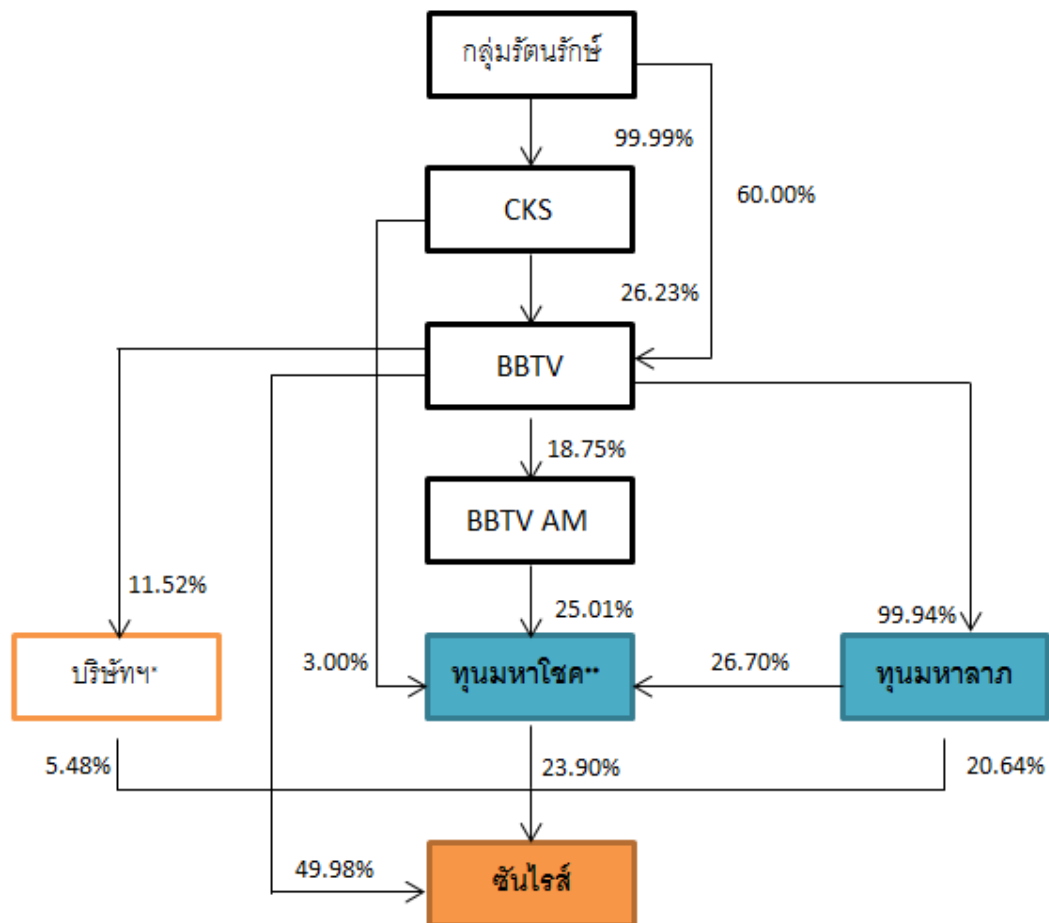 กลุ่มรัตนรักษ์
99.99%
CKS
60.00%
26.23%
BBTV
18.75%
BBTV AM
11.52%
25.01%
99.94%
บริษัทฯ*
3.00%
ทุนมหาโชค**
26.70%
ทุนมหาลาภ
5.48%
23.90%
20.64%
49.98%
ซันไรส์